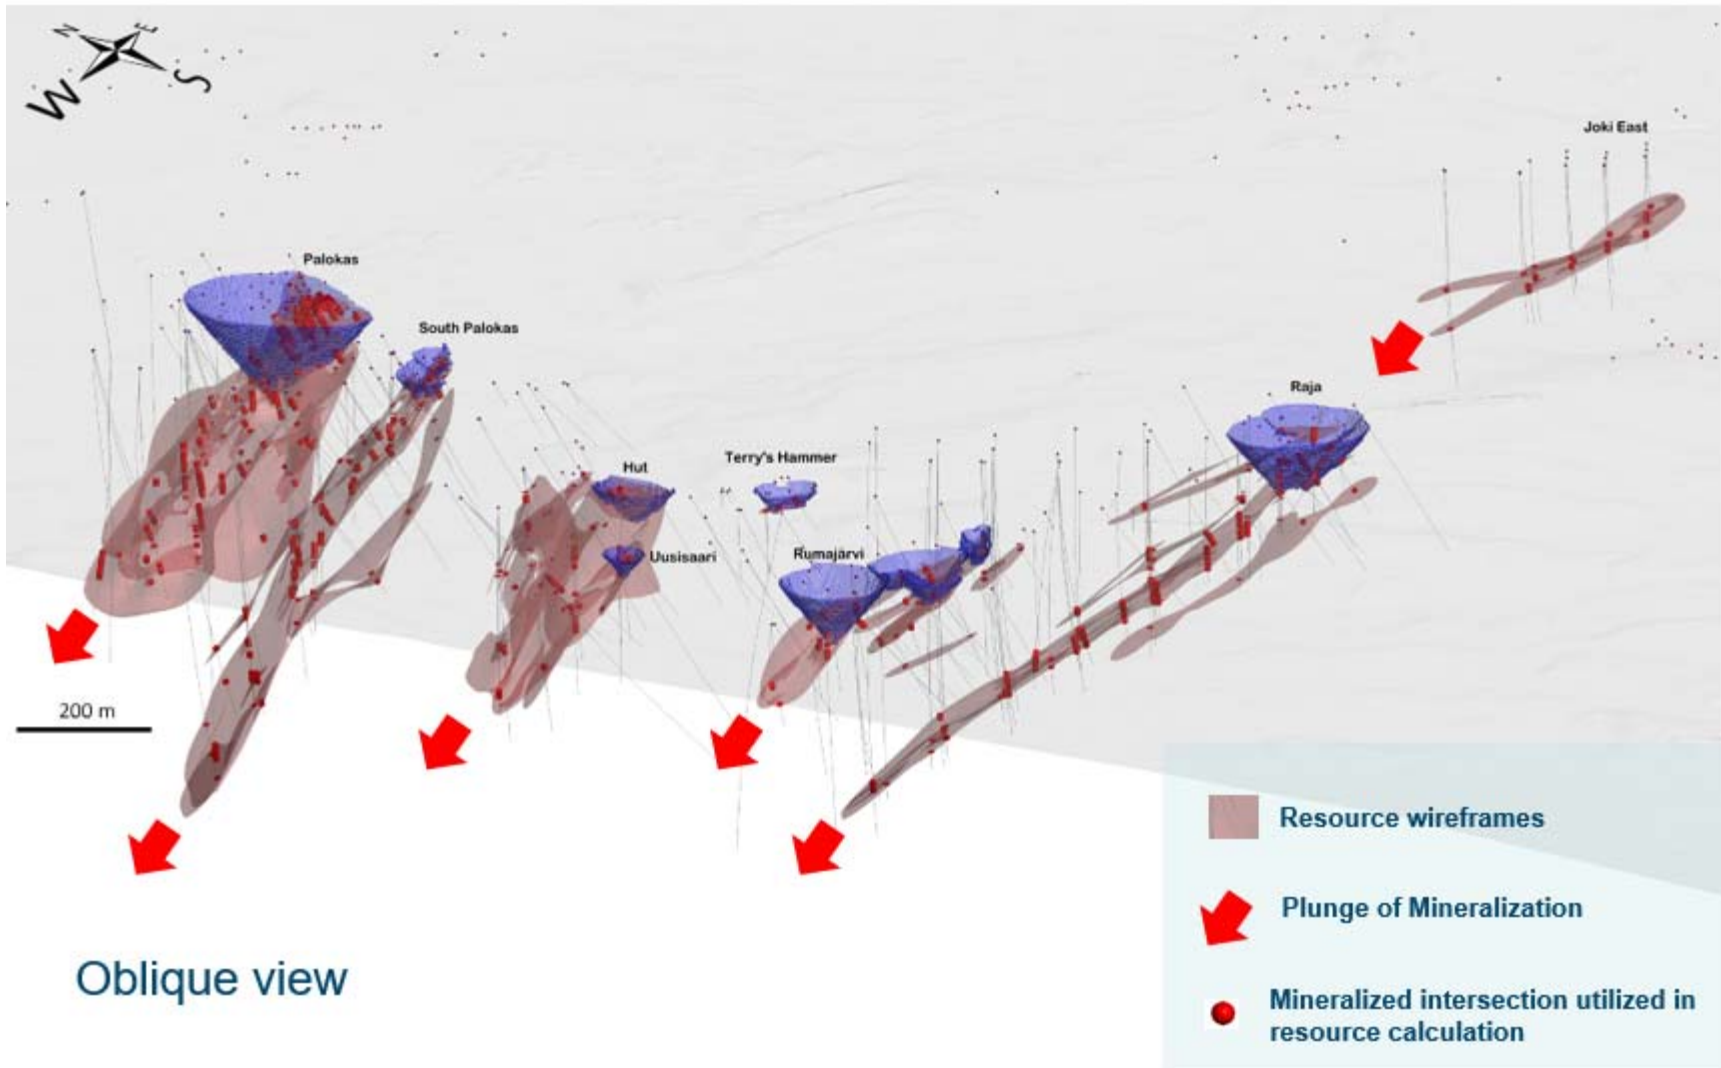 N
E
W
S
Joki East
Palokas
South Palokas
Raja
Hut
Terry's Hammer
Uusisaari
Rumajärvi
200 m
Resource wireframes
Plunge of Mineralization
Oblique view
Mineralized intersection utilized in
resource calculation